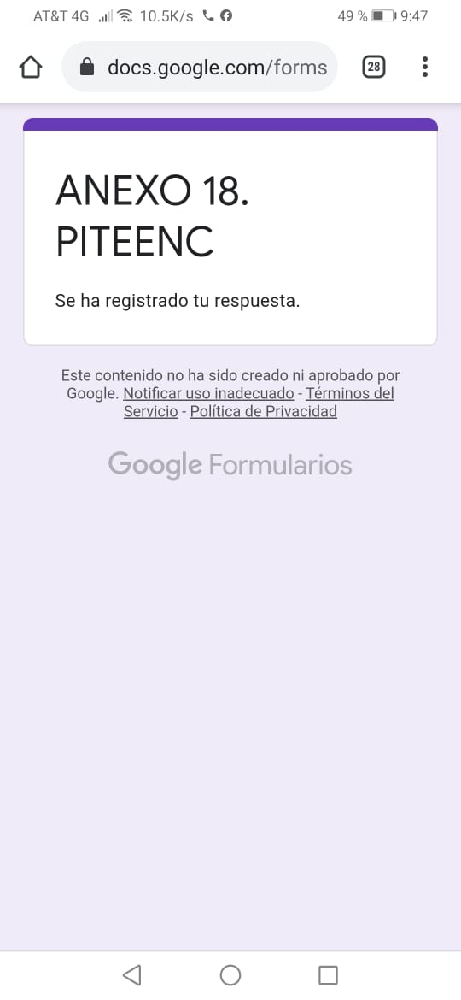 AT&T 4G 10.5K/s 49 % 9:47
docs.google.com/forms 28
ANEXO 18.
PITEENC
Se ha registrado tu respuesta.
Este contenido no ha sido creado ni aprobado por
Google. Notificar uso inadecuado - Términos del
Servicio - Política de Privacidad
Google Formularios